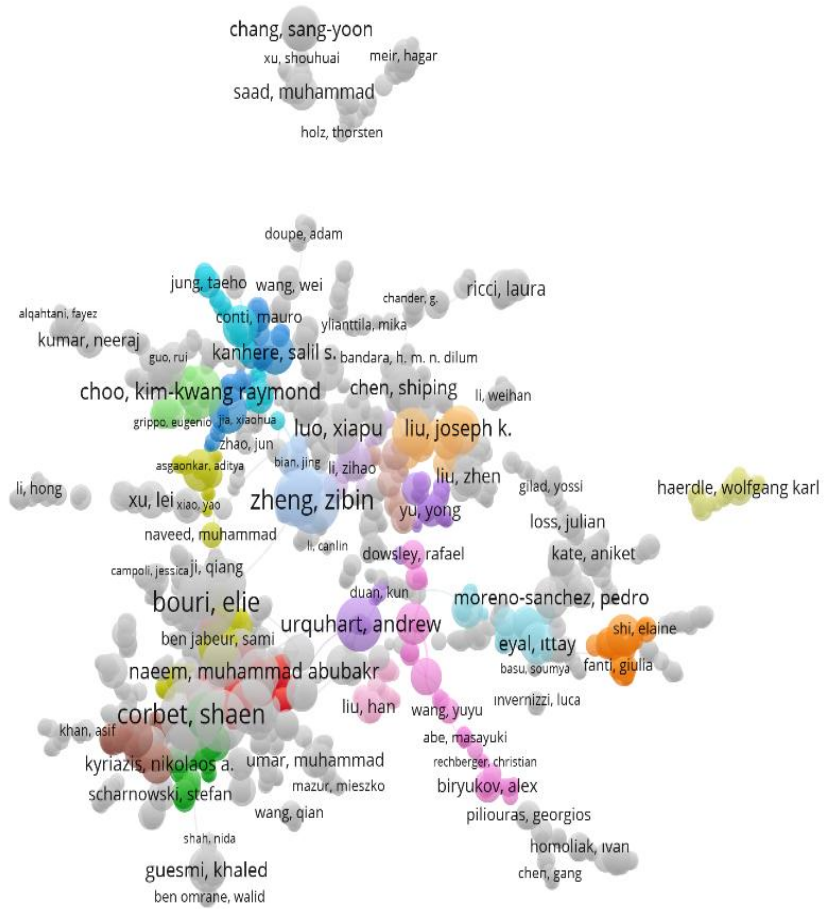 chang, sang-yoon
xu, shouhuai
meir, hagar
saad, muhammad
holz, thorsten
doupe, adam
jung, taeho
wang, wei
chander, g.
ricci, laura
alqahtani, fayez
conti, mauro
ylianttila, mika
kumar, neeraj
guo, rui
kanhere, salil s.
bandara, h. m. n. dilum
choo, kim-kwang raymond
chen, shiping
li, weihan
grippo, eugenio
jia, xiaohua
luo, xiapu
liu, joseph k.
zhao, jun
asgaonkar, aditya
bian, jing
li, zihao
liu, zhen
gilad, yossi
haerdle, wolfgang karl
li, hong
xu, lei
xiao, yao
zheng, zibin
yu, yong
loss, julian
naveed, muhammad
li, canlin
dowsley, rafael
kate, aniket
campoli, jessica
ji, qiang
duan, kun
bouri, elie
moreno-sanchez, pedro
urquhart, andrew
ben jabeur, sami
shi, elaine
eyal, ıttay
naeem, muhammad abubakr
basu, soumya
fanti, giulla
liu, han
wang, yuyu
ınvernizzi, luca
corbet, shaen
khan, asif
abe, masayuki
kyriazis, nikolaos a.
umar, muhammad
rechberger, christian
scharnowski, stefan
mazur, mieszko
biryukov, alex
wang, qian
piliouras, georgios
shah, nida
homoliak, ıvan
guesmi, khaled
chen, gang
ben omrane, walid